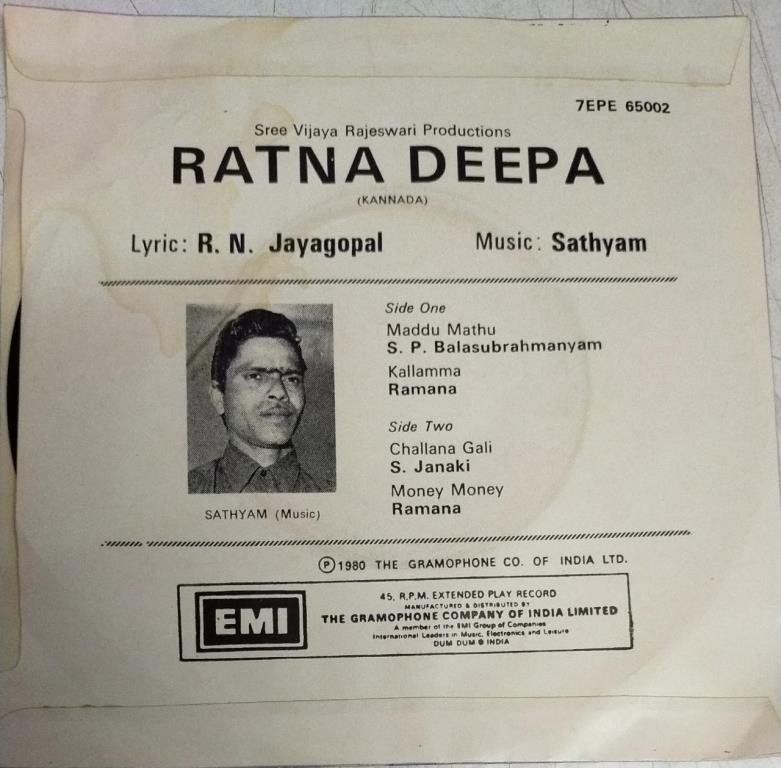 7EPE 65002
Sree Vijaya Rajeswari Productions
RATNA DEEPA
(KANNADA)
Lyric: R. N. Jayagopal Music: Sathyam
Side One
Maddu Mathu
S. P. Balasubrahmanyam
Kallamma
Ramana
Side Two
Challana Gali
S. Janaki
Money Money
Ramana
SATHYAM (Music)
Ⓟ1980 THE GRAMOPHONE CO. OF INDIA LTD.
EMI
45, R.P.M. EXTENDED PLAY RECORD
MANUFACTURED & DISTRIBUTED BY
THE GRAMOPHONE COMPANY OF INDIA LIMITED
A member of the EMI Group of Companies
International Leaders in Music, Electronics and Leisure
DUM DUM ⊕ INDIA